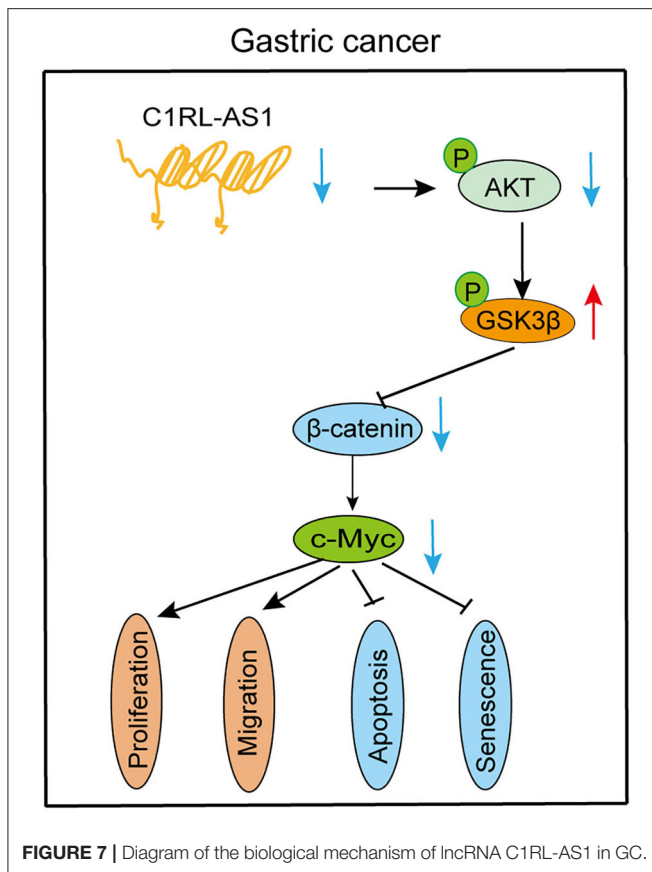 Gastric cancer
C1RL-AS1
P
AKT
P
GSK3β
β-catenin
c-Myc
Proliferation
Migration
Apoptosis
Senescence
FIGURE 7 | Diagram of the biological mechanism of lncRNA C1RL-AS1 in GC.